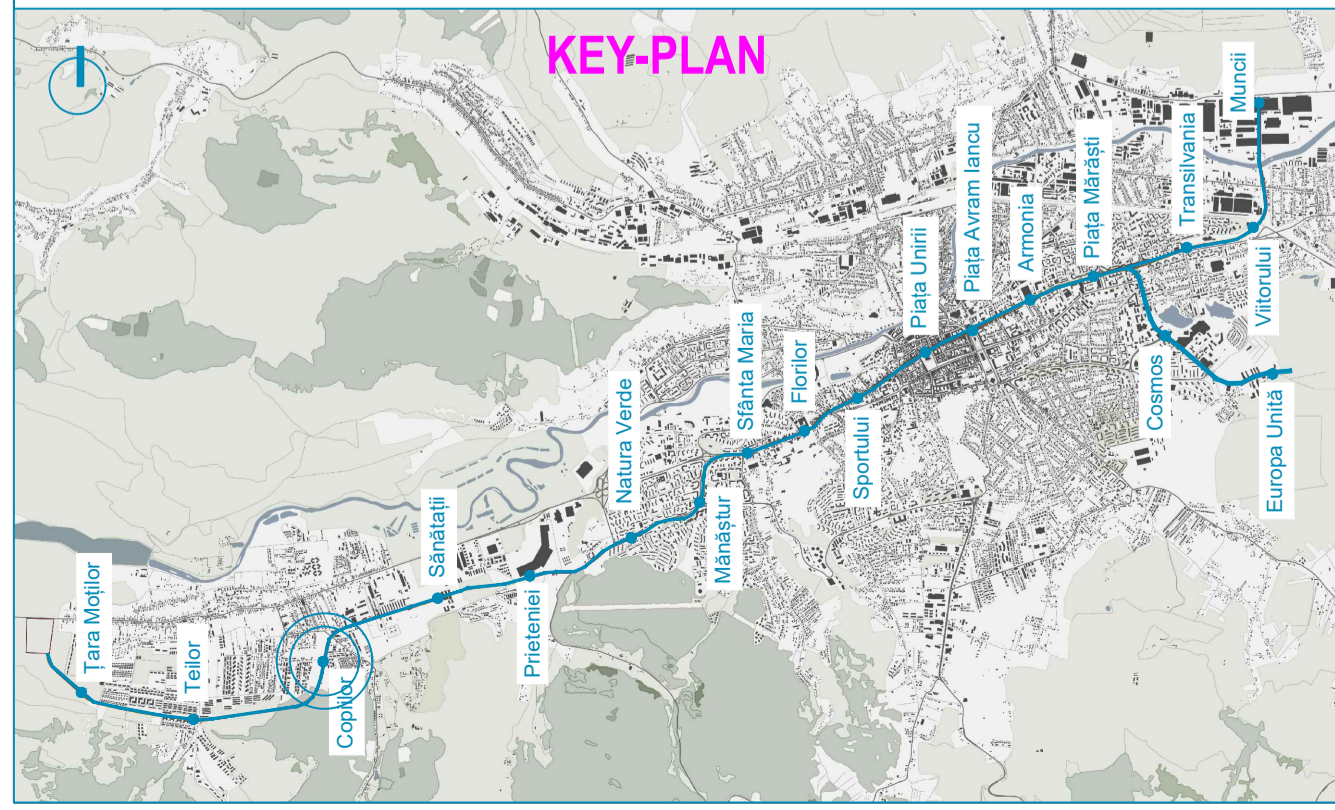 KEY-PLAN
Țara Moților
Teilor
Copiilor
Sănătații
Prieteniei
Natura Verde
Mănăștur
Sfânta Maria
Florilor
Sportului
Piața Unirii
Piața Avram Iancu
Armonia
Piața Mărăști
Transilvania
Viitorului
Muncii
Cosmos
Europa Unită